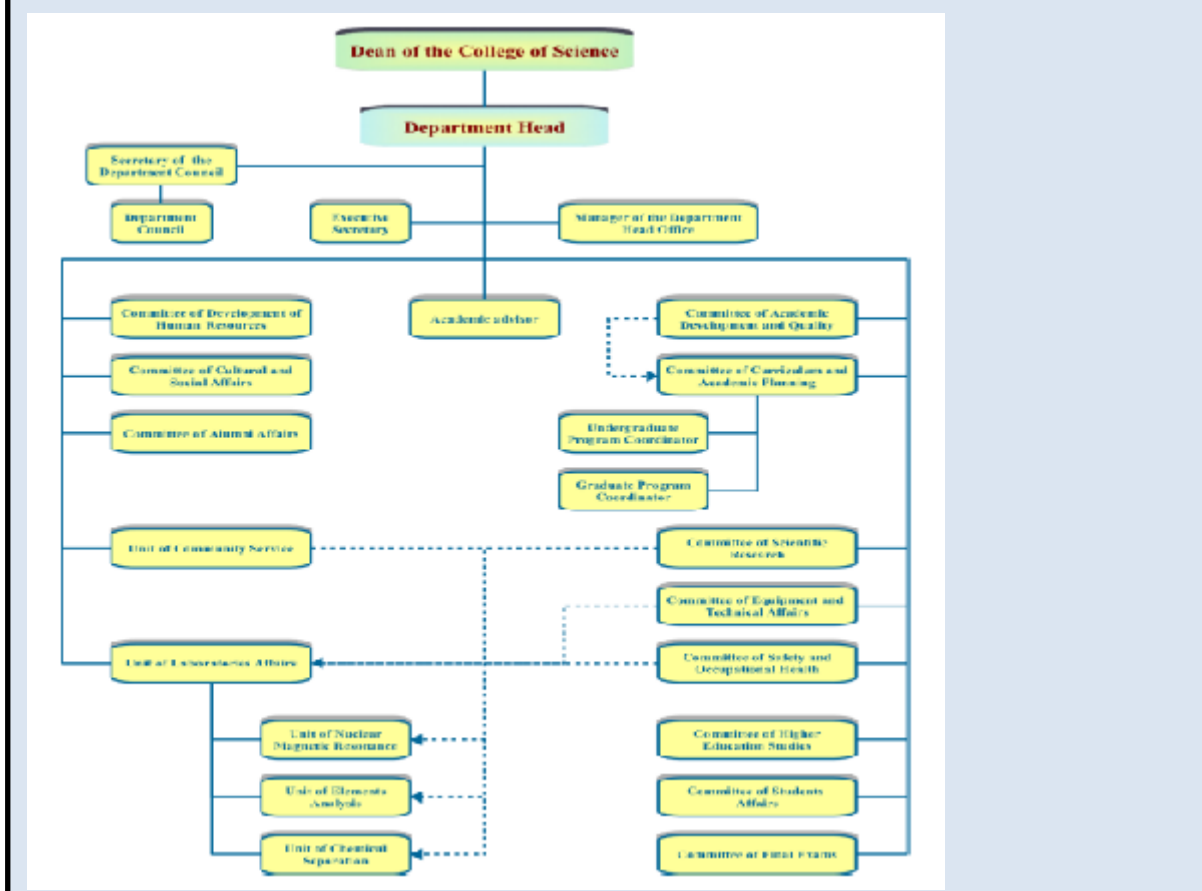 Dean of the College of Science
Department Head
Secretary of the
Department Council
Department
Council
Executive
Secretary
Manager of the Department
Head Office
Committee of Development of
Human Resources
Academic advisor
Committee of Academic
Development and Quality
Committee of Cultural and
Social Affairs
Committee of Curriculum and
Academic Planning
Committee of Alumni Affairs
Undergraduate
Program Coordinator
Graduate Program
Coordinator
Unit of Community Service
Committee of Scientific
Research
Committee of Equipment and
Technical Affairs
Unit of Laboratories Affairs
Committee of Safety and
Occupational Health
Unit of Nuclear
Magnetic Resonance
Committee of Higher
Education Studies
Unit of Elements
Analysis
Committee of Students
Affairs
Unit of Chemical
Separation
Committee of Final Exams